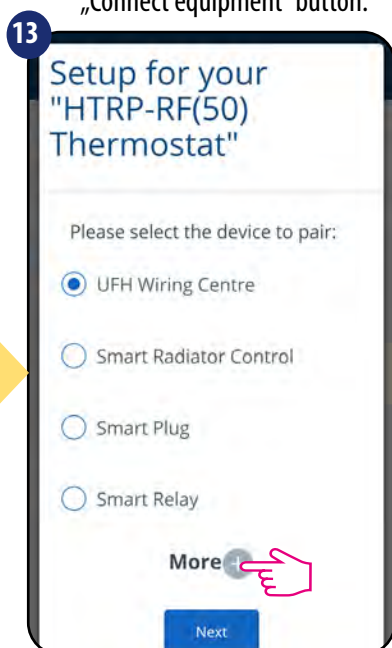 „Connect equipment" button.
13
Setup for your
"HTRP-RF(50)
Thermostat"
Please select the device to pair:
UFH Wiring Centre
Smart Radiator Control
Smart Plug
Smart Relay
More +
Next